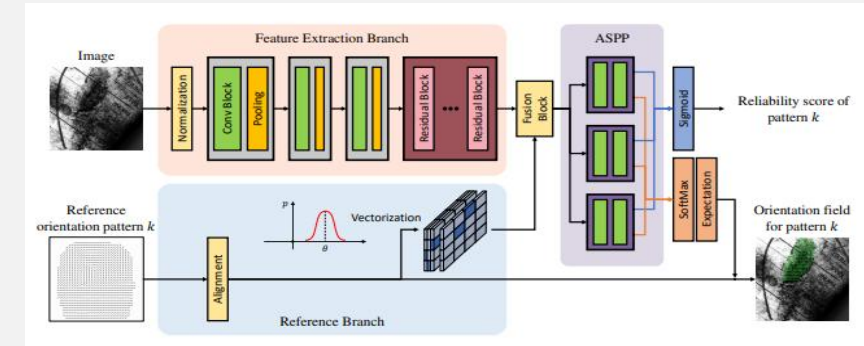 Feature Extraction Branch
ASPP
Image
Normalization
Conv Block
Pooling
Residual Block
•••
Residual Block
Fusion
Block
Sigmoid
Reliability score of
pattern k
SoftMax
Expectation
Reference
orientation pattern k
Alignment
p
θ
Vectorization
Orientation field
for pattern k
Reference Branch